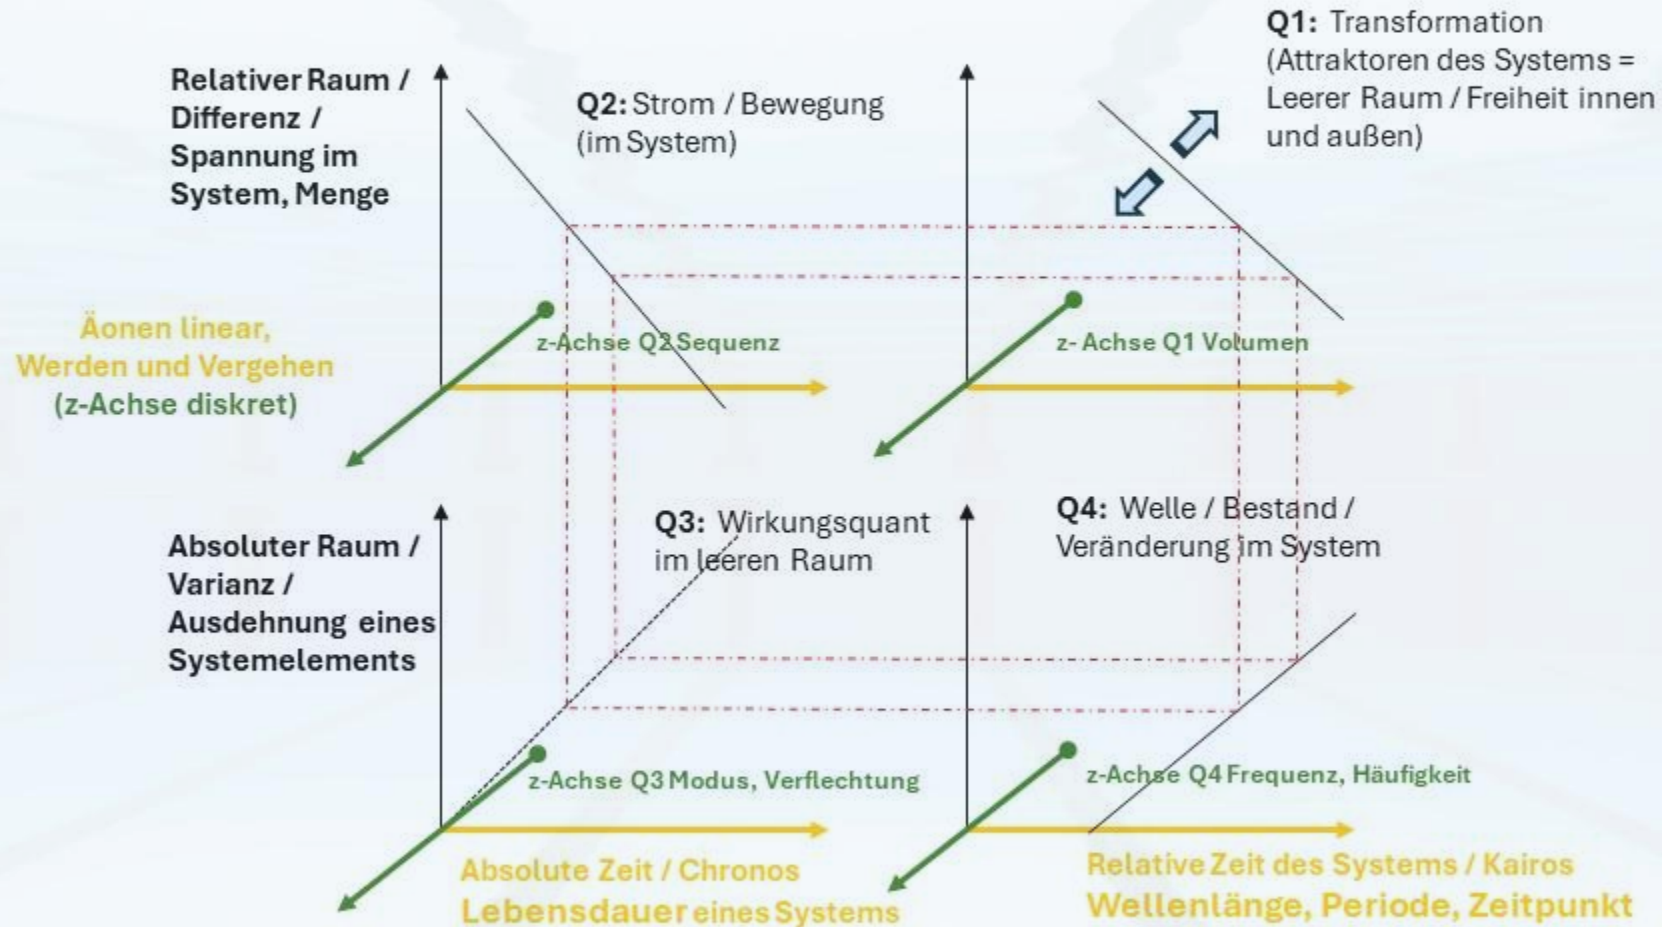 Q1: Transformation
(Attraktoren des Systems =
Leerer Raum / Freiheit innen
und außen)
Relativer Raum /
Differenz /
Spannung im
System, Menge
Q2: Strom / Bewegung
(im System)
Äonen linear,
Werden und Vergehen
(z-Achse diskret)
z-Achse Q2 Sequenz
z- Achse Q1 Volumen
Absoluter Raum /
Varianz /
Ausdehnung eines
Systemelements
Q3: Wirkungsquant
im leeren Raum
Q4: Welle / Bestand /
Veränderung im System
z-Achse Q3 Modus, Verflechtung
z-Achse Q4 Frequenz, Häufigkeit
Absolute Zeit / Chronos
Lebensdauer eines Systems
Relative Zeit des Systems / Kairos
Wellenlänge, Periode, Zeitpunkt